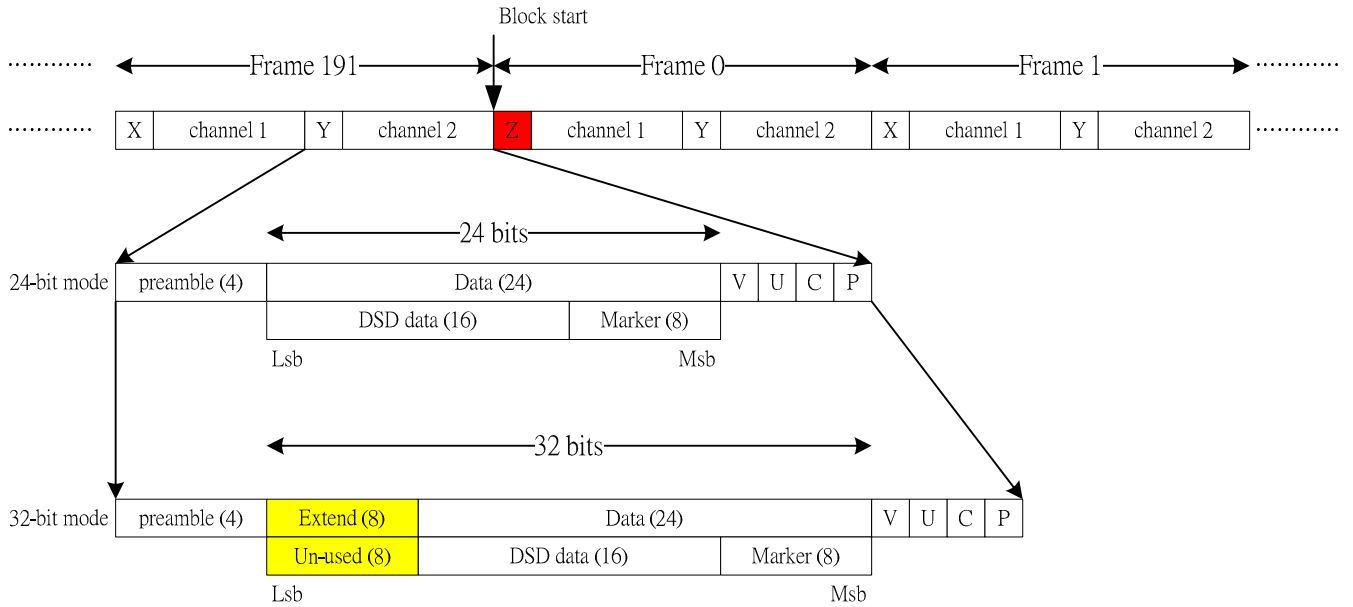 Block start
………… Frame 191 Frame 0 Frame 1 …………
………… X channel 1 Y channel 2 Z channel 1 Y channel 2 X channel 1 Y channel 2 …………
24 bits
24-bit mode preamble (4) Data (24) V U C P
DSD data (16) Marker (8)
Lsb Msb
32 bits
32-bit mode preamble (4) Extend (8) Data (24) V U C P
Un-used (8) DSD data (16) Marker (8)
Lsb Msb